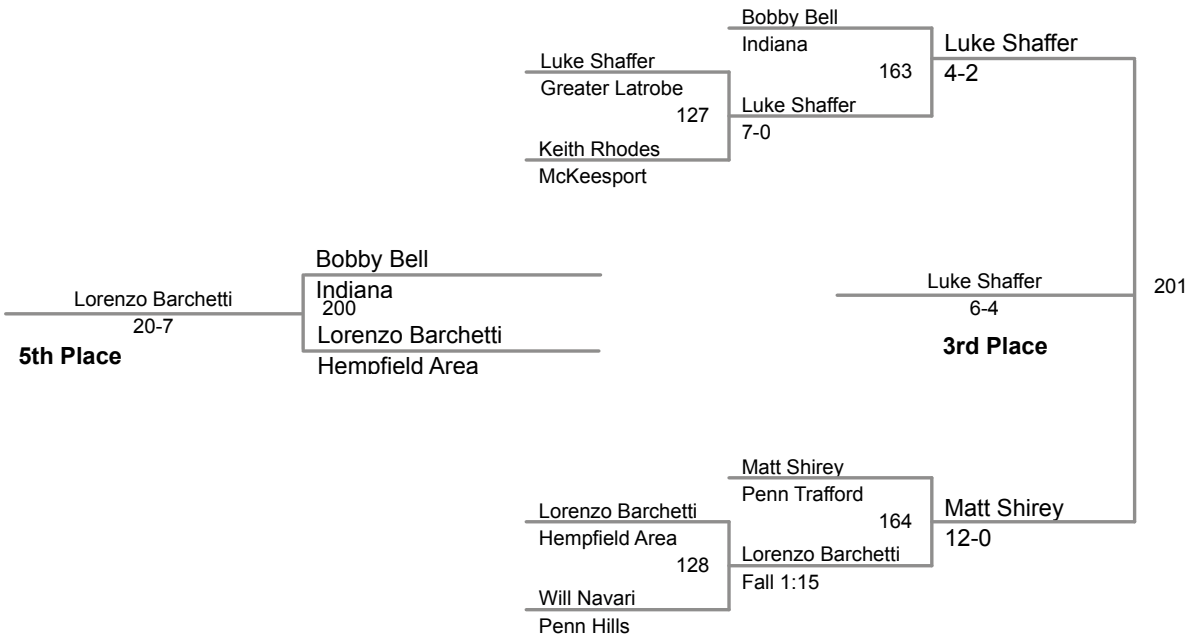 Bobby Bell
Indiana
Luke Shaffer
4-2
163
Luke Shaffer
Greater Latrobe
127
Luke Shaffer
7-0
Keith Rhodes
McKeesport
Bobby Bell
Indiana
200
Lorenzo Barchetti
Hempfield Area
Lorenzo Barchetti
20-7
5th Place
Luke Shaffer
6-4
3rd Place
201
Matt Shirey
Penn Trafford
164
Matt Shirey
12-0
Lorenzo Barchetti
Hempfield Area
128
Lorenzo Barchetti
Fall 1:15
Will Navari
Penn Hills